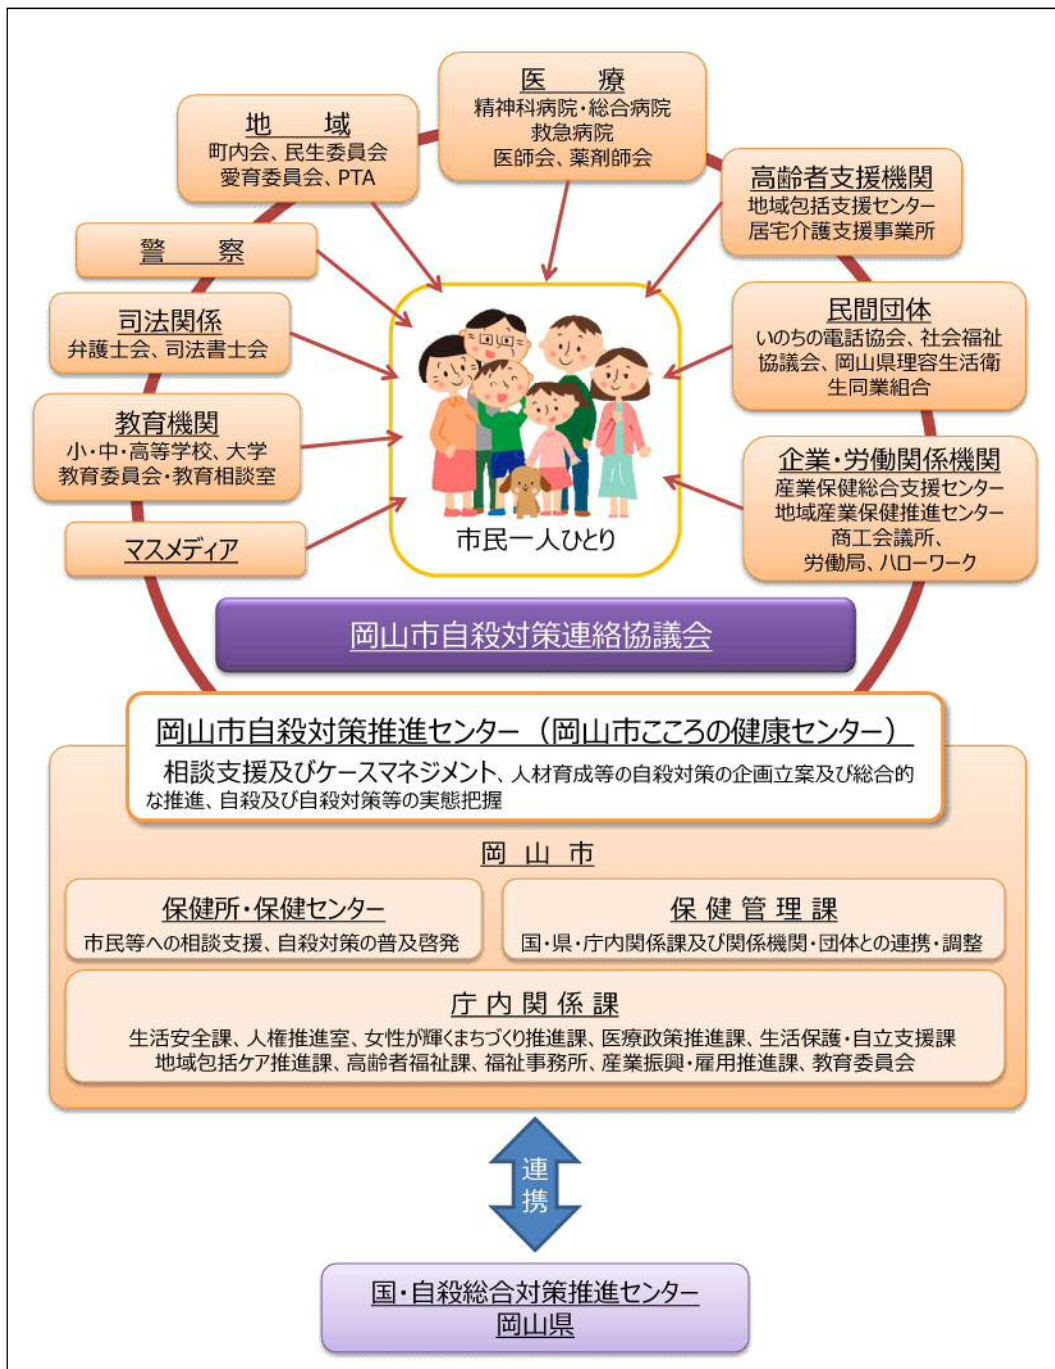 医　　療
精神科病院・総合病院
救急病院
医師会、薬剤師会
地　　域
町内会、民生委員会
愛育委員会、PTA
高齢者支援機関
地域包括支援センター
居宅介護支援事業所
警　　察
司法関係
弁護士会、司法書士会
民間団体
いのちの電話協会、社会福祉
協議会、岡山県理容生活衛
生同業組合
教育機関
小・中・高等学校、大学
教育委員会・教育相談室
企業・労働関係機関
産業保健総合支援センター
地域産業保健推進センター
商工会議所、
労働局、ハローワーク
マスメディア
市民一人ひとり
岡山市自殺対策連絡協議会
岡山市自殺対策推進センター（岡山市こころの健康センター）
相談支援及びケースマネジメント、人材育成等の自殺対策の企画立案及び総合的
な推進、自殺及び自殺対策等の実態把握
岡 山 市
保健所・保健センター
市民等への相談支援、自殺対策の普及啓発
保 健 管 理 課
国・県・庁内関係課及び関係機関・団体との連携・調整
庁 内 関 係 課
生活安全課、人権推進室、女性が輝くまちづくり推進課、医療政策推進課、生活保護・自立支援課
地域包括ケア推進課、高齢者福祉課、福祉事務所、産業振興・雇用推進課、教育委員会
連
携
国・自殺総合対策推進センター
岡山県